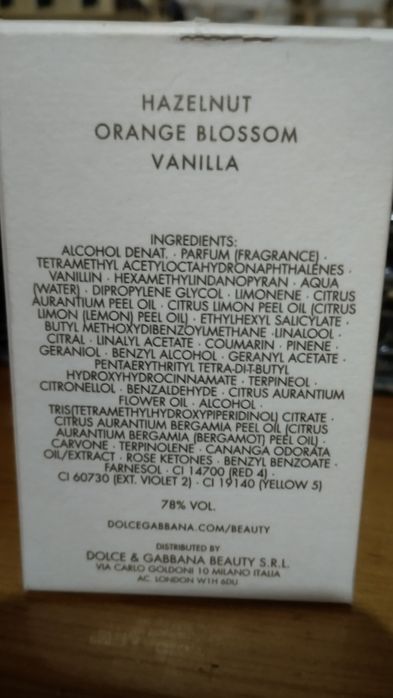 HAZELNUT
ORANGE BLOSSOM
VANILLA
INGREDIENTS:
ALCOHOL DENAT. · PARFUM (FRAGRANCE) ·
TETRAMETHYL ACETYLOCTAHYDRONAPHTHALENES ·
VANILLIN · HEXAMETHYLINDANOPYRAN · AQUA
(WATER) · DIPROPYLENE GLYCOL · LIMONENE · CITRUS
AURANTIUM PEEL OIL · CITRUS LIMON PEEL OIL (CITRUS
LIMON (LEMON) PEEL OIL) · ETHYLHEXYL SALICYLATE ·
BUTYL METHOXYDIBENZOYLMETHANE · LINALOOL ·
CITRAL · LINALYL ACETATE · COUMARIN · PINENE ·
GERANIOL · BENZYL ALCOHOL · GERANYL ACETATE ·
PENTAERYTHRITYL TETRA-DI-T-BUTYL
HYDROXYHYDROCINNAMATE · TERPINEOL ·
CITRONELLOL · BENZALDEHYDE · CITRUS AURANTIUM
FLOWER OIL · ALCOHOL ·
TRIS(TETRAMETHYLHYDROXYPIPERIDINOL) CITRATE ·
CITRUS AURANTIUM BERGAMIA PEEL OIL (CITRUS
AURANTIUM BERGAMIA (BERGAMOT) PEEL OIL) ·
CARVONE · TERPINOLENE · CANANGA ODORATA
OIL/EXTRACT · ROSE KETONES · BENZYL BENZOATE ·
FARNESOL · CI 14700 (RED 4) ·
CI 60730 (EXT. VIOLET 2) · CI 19140 (YELLOW 5)
78% VOL.
DOLCEGABBANA.COM/BEAUTY
DISTRIBUTED BY
DOLCE & GABBANA BEAUTY S.R.L.
VIA CARLO GOLDONI 10 MILANO ITALIA
AC. LONDON W1H 6DU